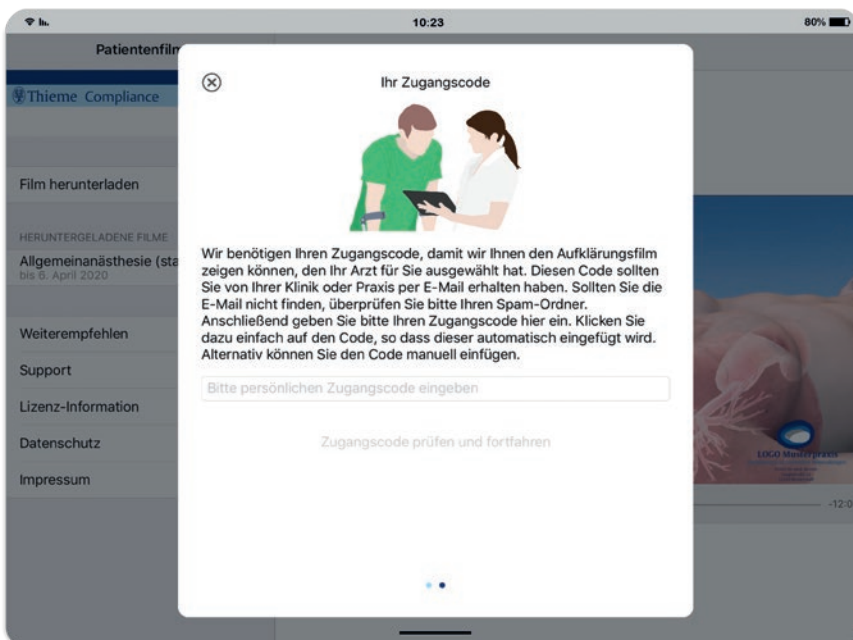 10:23
80%
Patientenfilm
Thieme Compliance
Film herunterladen
HERUNTERGELADENE FILME
Allgemeinanästhesie (sta
bis 6. April 2020
Weiterempfehlen
Support
Lizenz-Information
Datenschutz
Impressum
Ihr Zugangscode
Wir benötigen Ihren Zugangscode, damit wir Ihnen den Aufklärungsfilm
zeigen können, den Ihr Arzt für Sie ausgewählt hat. Diesen Code sollten
Sie von Ihrer Klinik oder Praxis per E-Mail erhalten haben. Sollten Sie die
E-Mail nicht finden, überprüfen Sie bitte Ihren Spam-Ordner.
Anschließend geben Sie bitte Ihren Zugangscode hier ein. Klicken Sie
dazu einfach auf den Code, so dass dieser automatisch eingefügt wird.
Alternativ können Sie den Code manuell einfügen.
Bitte persönlichen Zugangscode eingeben
Zugangscode prüfen und fortfahren
LOGO Musterpraxis
-12:0